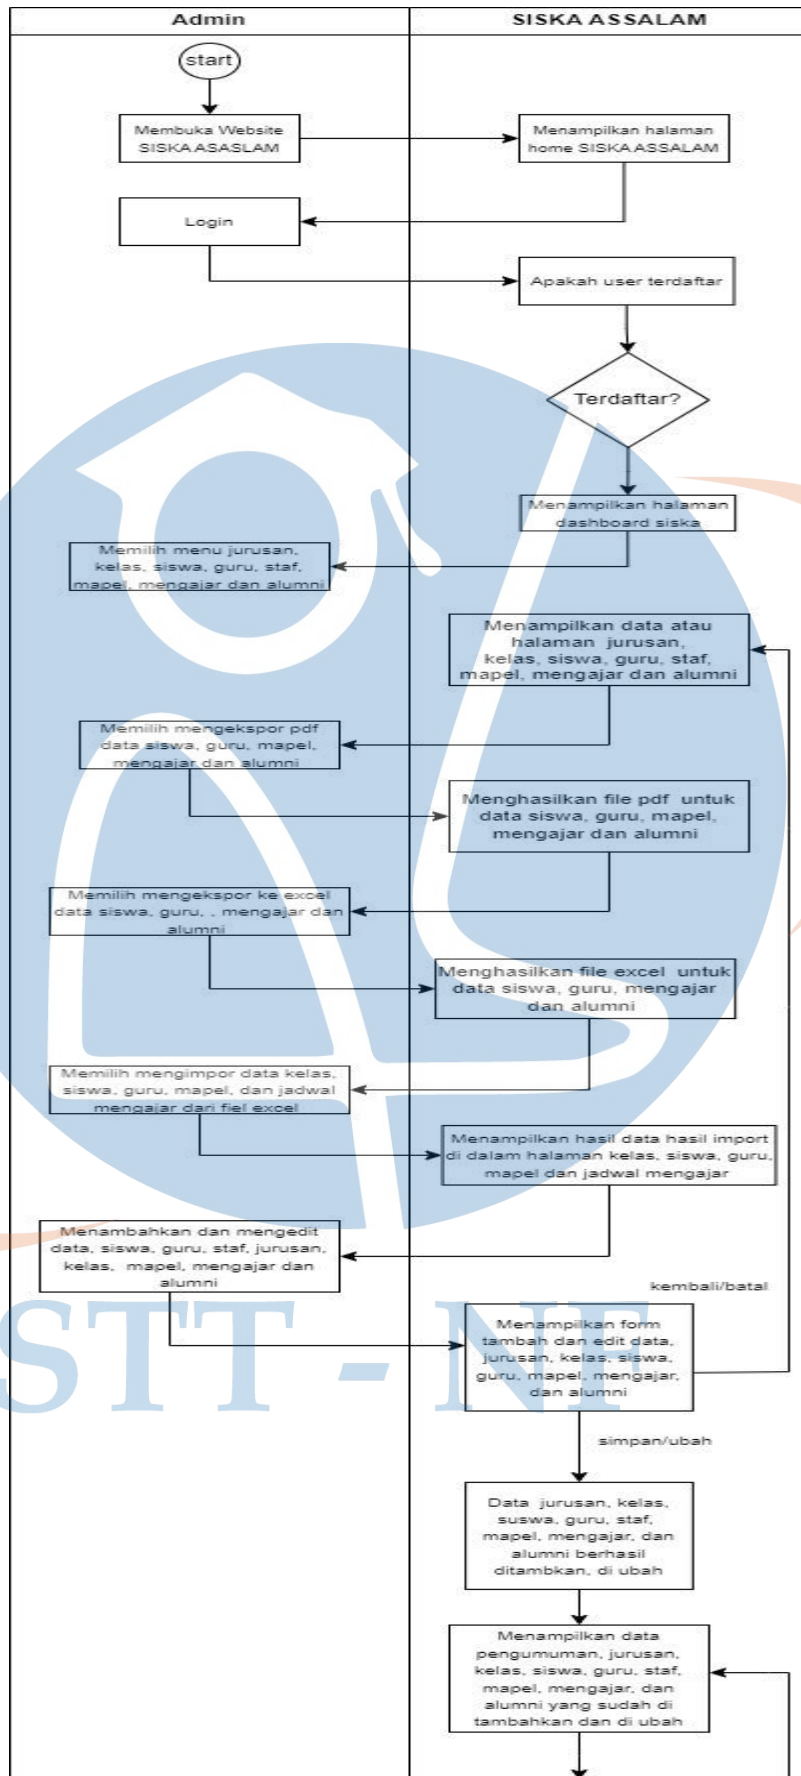 Admin
SISKA ASSALAM
start
Membuka Website
SISKA ASASLAM
Menampilkan halaman
home SISKA ASSALAM
Login
Apakah user terdaftar
Terdaftar?
Menampilkan halaman
dashboard siska
Memilih menu jurusan,
kelas, siswa, guru, staf,
mapel, mengajar dan alumni
Menampilkan data atau
halaman jurusan,
kelas, siswa, guru, staf,
mapel, mengajar dan alumni
Memilih mengekspor pdf
data siswa, guru, mapel,
mengajar dan alumni
Menghasilkan file pdf untuk
data siswa, guru, mapel,
mengajar dan alumni
Memilih mengekspor ke excel
data siswa, guru, , mengajar dan
alumni
Menghasilkan file excel untuk
data siswa, guru, mengajar
dan alumni
Memilih mengimpor data kelas,
siswa, guru, mapel, dan jadwal
mengajar dari fiel excel
Menampilkan hasil data hasil import
di dalam halaman kelas, siswa, guru,
mapel dan jadwal mengajar
Menambahkan dan mengedit
data, siswa, guru, staf, jurusan,
kelas, mapel, mengajar dan
alumni
kembali/batal
Menampilkan form
tambah dan edit data,
jurusan, kelas, siswa,
guru, mapel, mengajar,
dan alumni
STT - NF
simpan/ubah
Data jurusan, kelas,
suswa, guru, staf,
mapel, mengajar, dan
alumni berhasil
ditambkan, di ubah
Menampilkan data
pengumuman, jurusan,
kelas, siswa, guru, staf,
mapel, mengajar, dan
alumni yang sudah di
tambahkan dan di ubah